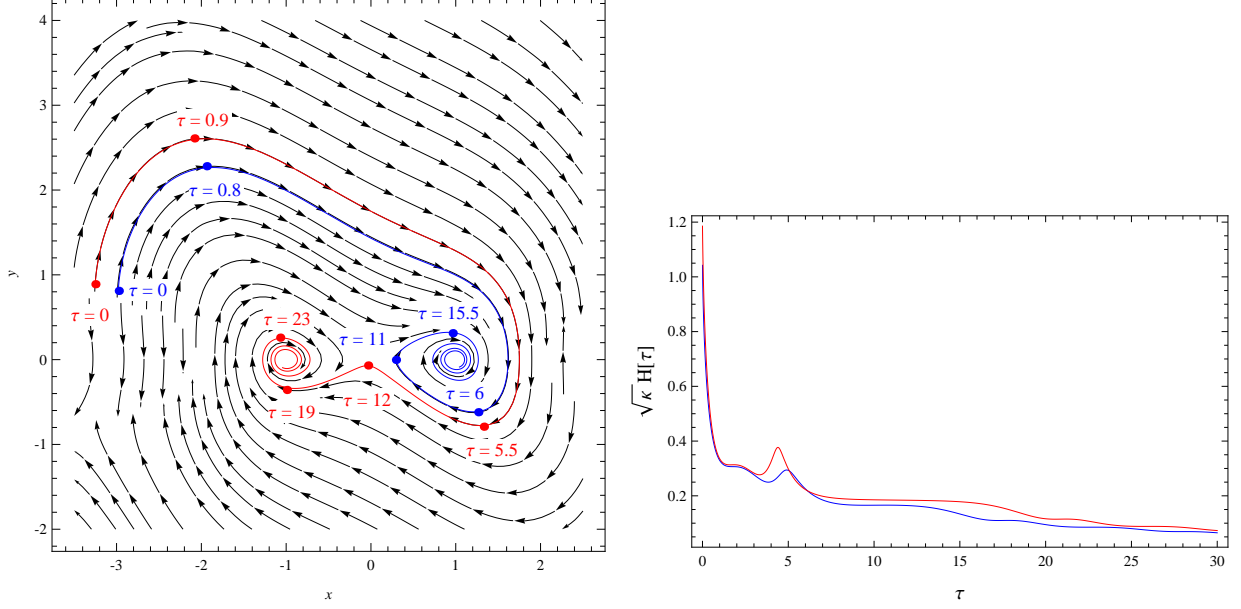 4
3
2
1
0
-1
-2
y
-3
-2
-1
0
1
2
x
τ = 0.9
τ = 0.8
τ = 0
τ = 0
τ = 23
τ = 15.5
τ = 11
τ = 6
τ = 12
τ = 19
τ = 5.5
1.2
1.0
0.8
0.6
0.4
0.2
√κ H[τ]
0
5
10
15
20
25
30
τ